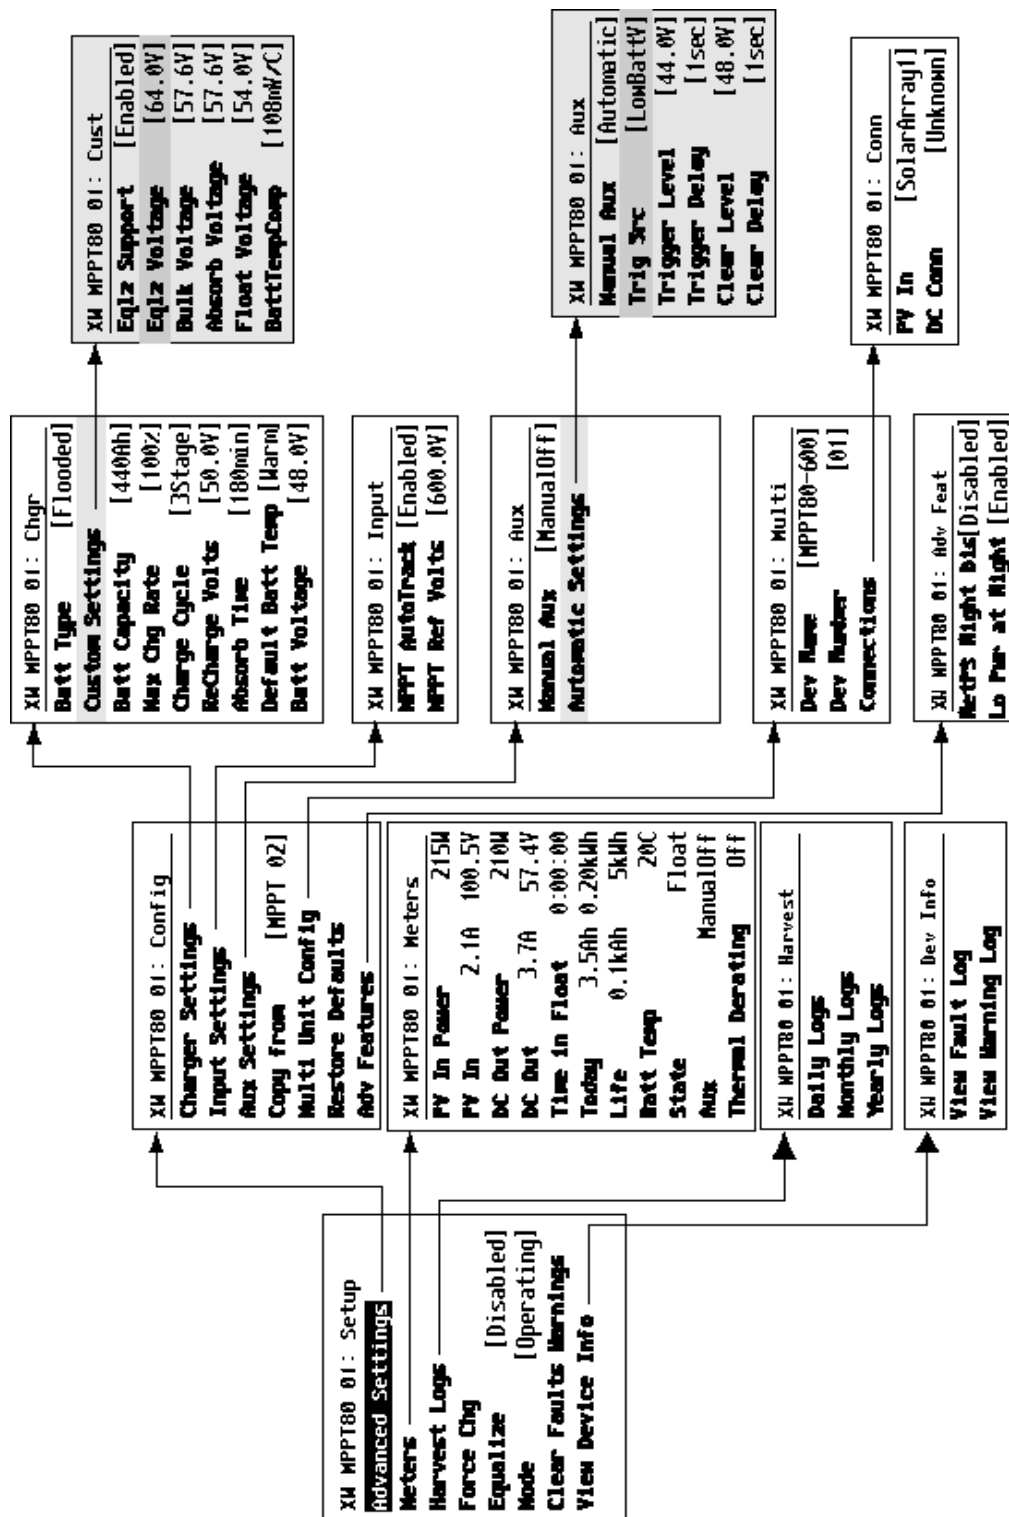 XW MPPT80 01: Setup
Advanced Settings
Meters
Harvest Logs
Force Chg
Equalize [Disabled]
Mode [Operating]
Clear Faults Warnings
View Device Info
XW MPPT80 01: Config
Charger Settings
Input Settings
Aux Settings
Copy from [MPPT 02]
Multi Unit Config
Restore Defaults
Adv Features
XW MPPT80 01: Meters
PV In Power 215W
PV In 2.1A 100.5V
DC Out Power 210W
DC Out 3.7A 57.4V
Time in Float 0:00:00
Today 3.5Ah 0.20kWh
Life 0.1kAh 5kWh
Batt Temp 20C
State Float
Aux ManualOff
Thermal Derating Off
XW MPPT80 01: Harvest
Daily Logs
Monthly Logs
Yearly Logs
XW MPPT80 01: Dev Info
View Fault Log
View Warning Log
XW MPPT80 01: Chgr
Batt Type [Flooded]
Custom Settings
Batt Capacity [440Ah]
Max Chg Rate [100%]
Charge Cycle [3Stage]
ReCharge Volts [50.0V]
Absorb Time [180min]
Default Batt Temp [Warm]
Batt Voltage [48.0V]
XW MPPT80 01: Input
MPPT AutoTrack [Enabled]
MPPT Ref Volts [600.0V]
XW MPPT80 01: Aux
Manual Aux [ManualOff]
Automatic Settings
XW MPPT80 01: Multi
Dev Name [MPPT80-600]
Dev Number [01]
Connections
XW MPPT80 01: Adv Feat
NetPS Night Dis[Disabled]
Lo Pwr at Night [Enabled]
XW MPPT80 01: Cust
Eqlz Support [Enabled]
Eqlz Voltage [64.0V]
Bulk Voltage [57.6V]
Absorb Voltage [57.6V]
Float Voltage [54.0V]
BattTempComp [108mV/C]
XW MPPT80 01: Aux
Manual Aux [Automatic]
Trig Src [LowBattV]
Trigger Level [44.0V]
Trigger Delay [1sec]
Clear Level [48.0V]
Clear Delay [1sec]
XW MPPT80 01: Conn
PV In [SolarArray1]
DC Conn [Unknown]